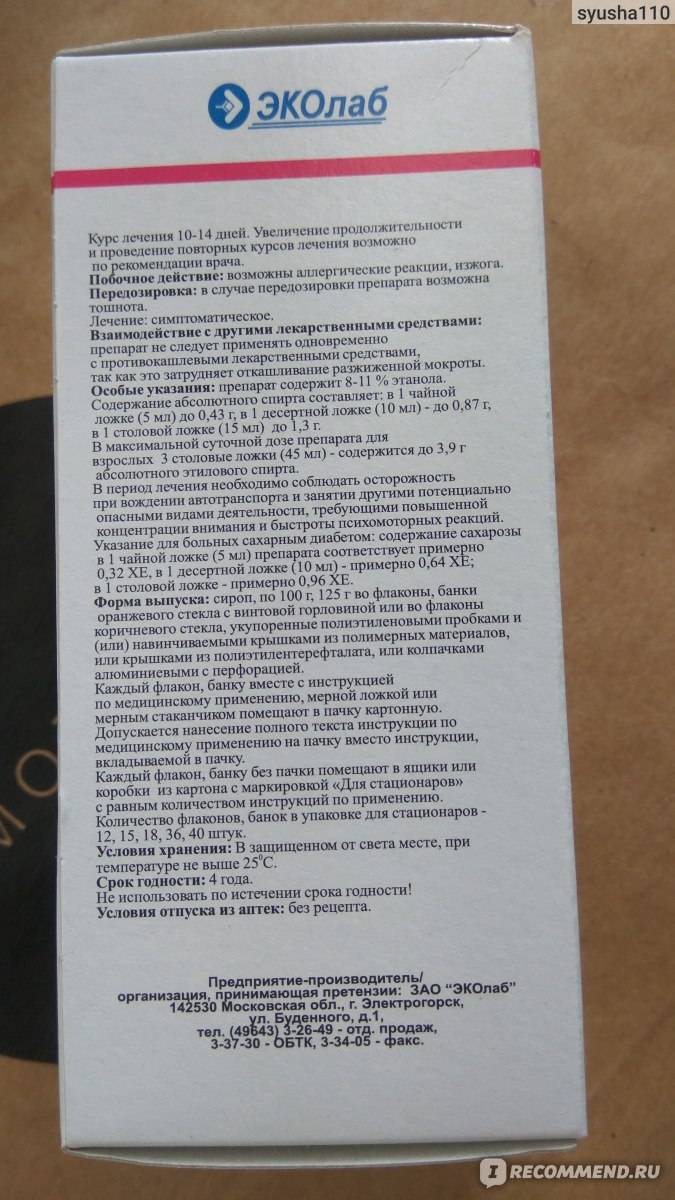 syusha110
ЭКОлаб
Курс лечения 10-14 дней. Увеличение продолжительности
и проведение повторных курсов лечения возможно
по рекомендации врача.
Побочное действие: возможны аллергические реакции, изжога.
Передозировка: в случае передозировки препарата возможна
тошнота.
Лечение: симптоматическое.
Взаимодействие с другими лекарственными средствами:
препарат не следует применять одновременно
с противокашлевыми лекарственными средствами,
так как это затрудняет откашливание разжиженной мокроты.
Особые указания: препарат содержит 8-11 % этанола.
Содержание абсолютного спирта составляет: в 1 чайной
ложке (5 мл) до 0,43 г, в 1 десертной ложке (10 мл) - до 0,87 г,
в 1 столовой ложке (15 мл) до 1,3 г.
В максимальной суточной дозе препарата для
взрослых 3 столовые ложки (45 мл) - содержится до 3,9 г
абсолютного этилового спирта.
В период лечения необходимо соблюдать осторожность
при вождении автотранспорта и занятии другими потенциально
опасными видами деятельности, требующими повышенной
концентрации внимания и быстроты психомоторных реакций.
Указание для больных сахарным диабетом: содержание сахарозы
в 1 чайной ложке (5 мл) препарата соответствует примерно
0,32 ХЕ, в 1 десертной ложке (10 мл) - примерно 0,64 ХЕ;
в 1 столовой ложке - примерно 0,96 ХЕ.
Форма выпуска: сироп, по 100 г, 125 г во флаконы, банки
оранжевого стекла с винтовой горловиной или во флаконы
коричневого стекла, укупоренные полиэтиленовыми пробками и
(или) навинчиваемыми крышками из полимерных материалов,
или крышками из полиэтилентерефталата, или колпачками
алюминиевыми с перфорацией.
Каждый флакон, банку вместе с инструкцией
по медицинскому применению, мерной ложкой или
мерным стаканчиком помещают в пачку картонную.
Допускается нанесение полного текста инструкции по
медицинскому применению на пачку вместо инструкции,
вкладываемой в пачку.
Каждый флакон, банку без пачки помещают в ящики или
коробки из картона с маркировкой «Для стационаров»
с равным количеством инструкций по применению.
Количество флаконов, банок в упаковке для стационаров -
12, 15, 18, 36, 40 штук.
Условия хранения: В защищенном от света месте, при
температуре не выше 25⁰С.
Срок годности: 4 года.
Не использовать по истечении срока годности!
Условия отпуска из аптек: без рецепта.
Предприятие-производитель/
организация, принимающая претензии: ЗАО "ЭКОлаб"
142530 Московская обл., г. Электрогорск,
ул. Буденного, д.1,
тел. (49643) 3-26-49 - отд. продаж,
3-37-30 - ОБТК, 3-34-05 - факс.
IRECOMMEND.RU